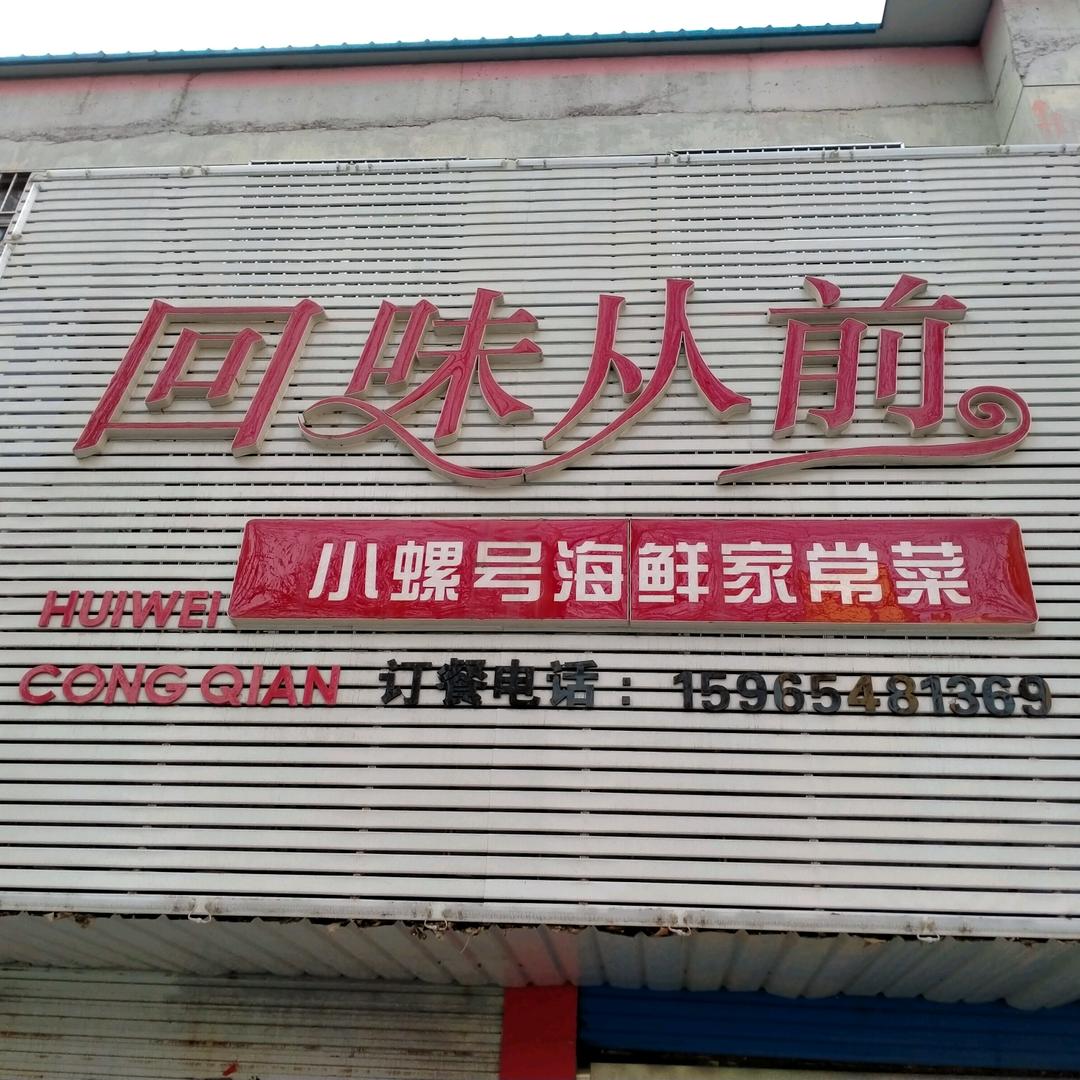 回味从前
小螺号海鲜家常菜
HUIWEI
CONG QIAN
订餐电话：15965481369